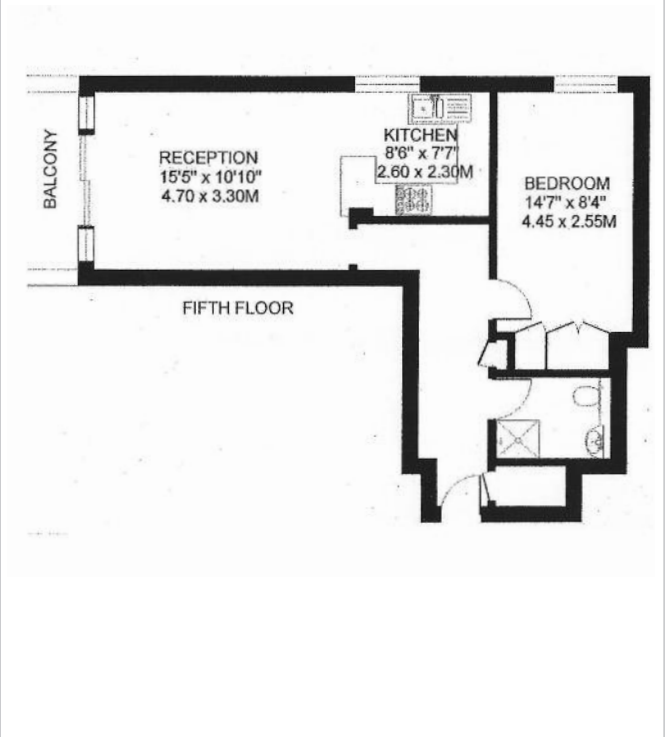 BALCONY
RECEPTION
15'5" x 10'10"
4.70 x 3.30M
KITCHEN
8'6" x 7'7"
2.60 x 2.30M
BEDROOM
14'7" x 8'4"
4.45 x 2.55M
FIFTH FLOOR